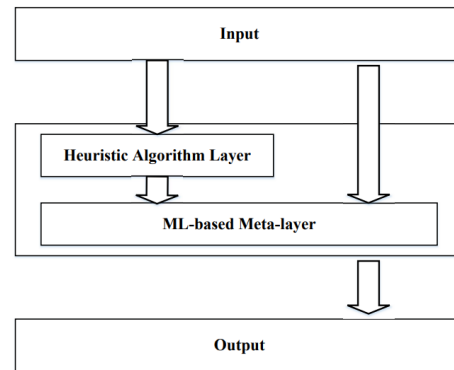 Input
Heuristic Algorithm Layer
ML-based Meta-layer
Output